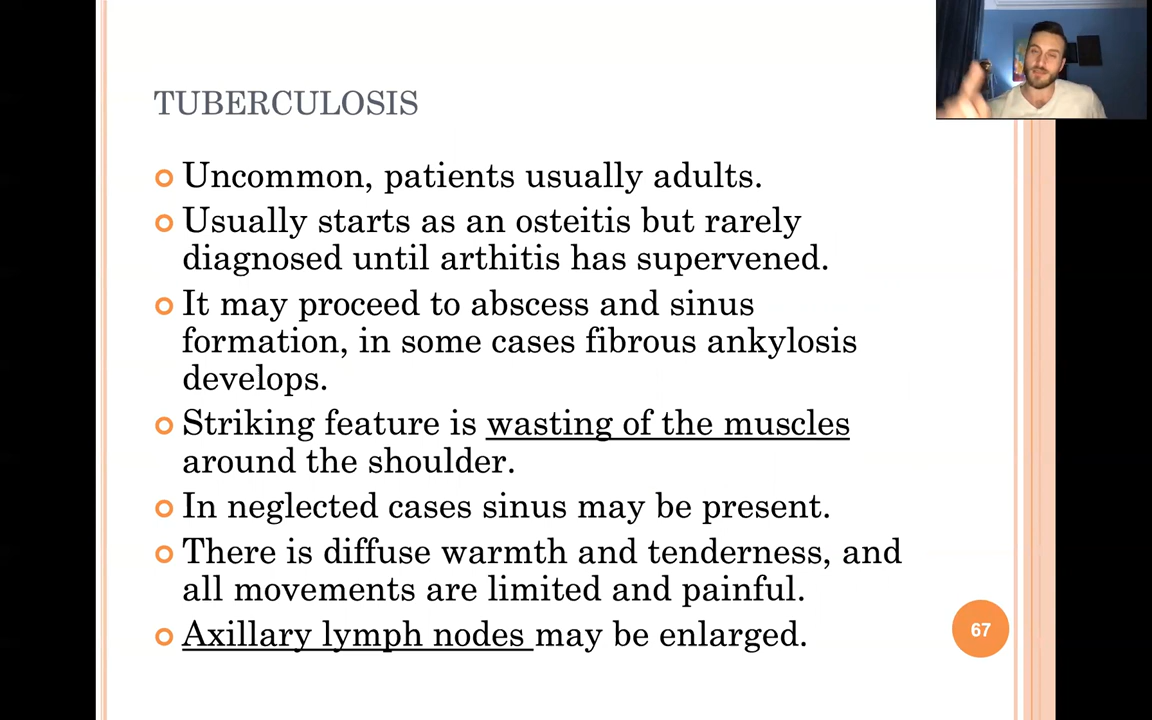 TUBERCULOSIS
Uncommon, patients usually adults.
Usually starts as an osteitis but rarely
diagnosed until arthitis has supervened.
It may proceed to abscess and sinus
formation, in some cases fibrous ankylosis
develops.
Striking feature is wasting of the muscles
around the shoulder.
In neglected cases sinus may be present.
There is diffuse warmth and tenderness, and
all movements are limited and painful.
Axillary lymph nodes may be enlarged.
67